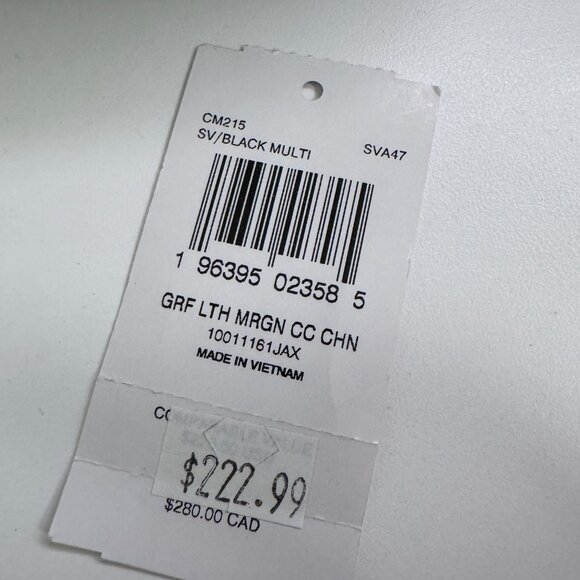 CM215
SV/BLACK MULTI SVA47
1 96395 02358 5
GRF LTH MRGN CC CHN
10011161JAX
MADE IN VIETNAM
$222.99
$280.00 CAD